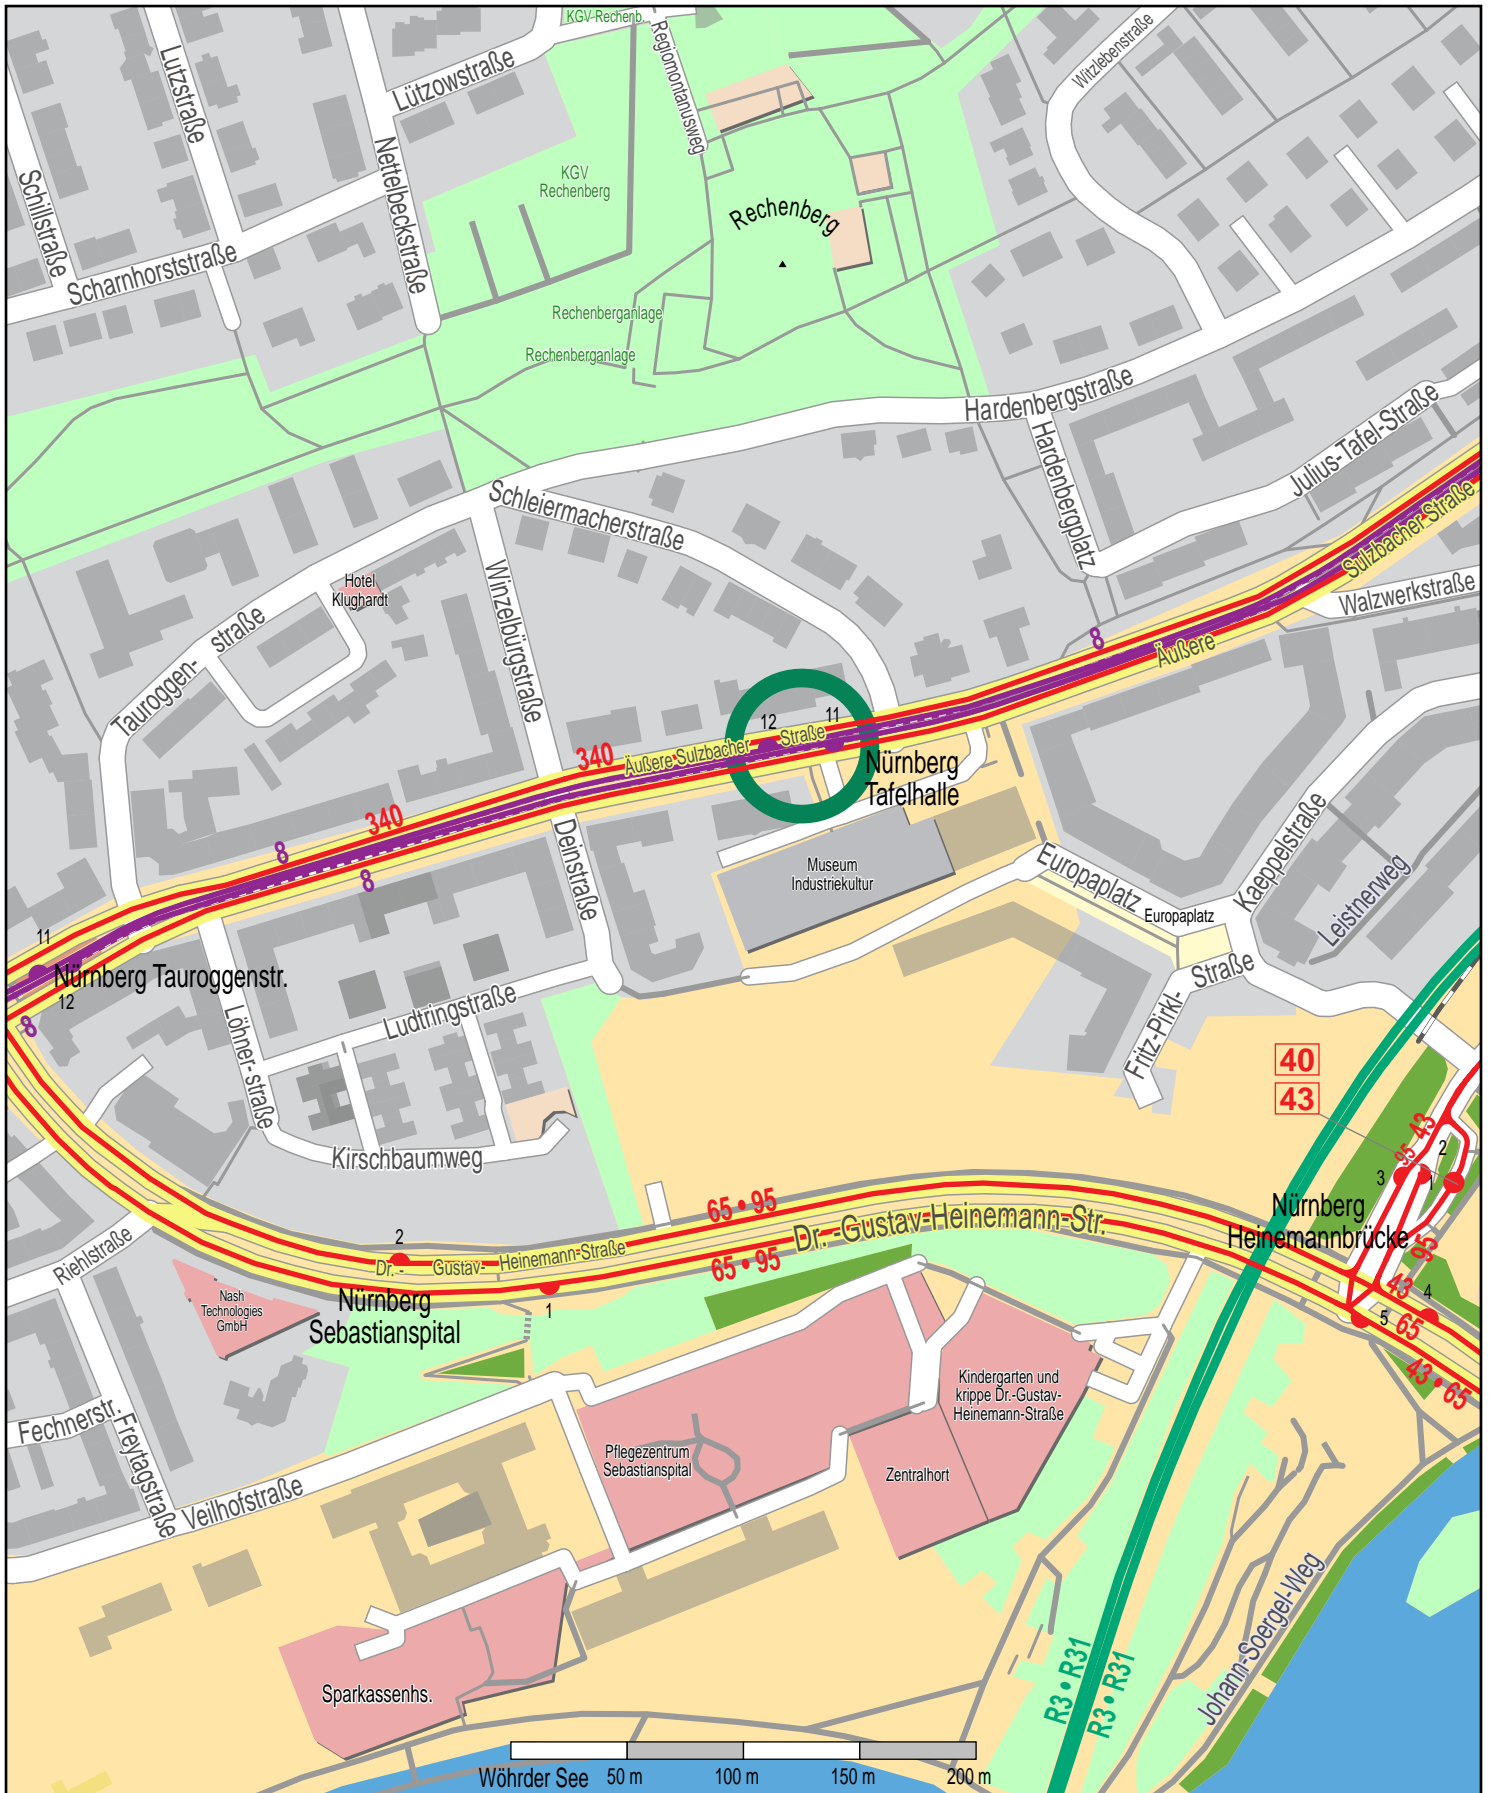 KGV Rechenb.
Regiomontanusweg
Witzlebenstraße
Lutzstraße
Lützowstraße
Nettelbeckstraße
Schillstraße
KGV
Rechenberg
Rechenberg
Scharnhorststraße
Rechenberganlage
Rechenberganlage
Hardenbergstraße
Hardenbergplatz
Julius-Tafel-Straße
Schleiermacherstraße
Sulzbacher Straße
Hotel
Klughardt
Walzwerkstraße
Winzelbürgstraße
Tauroggen-
straße
8
Äußere
12
11
340
Äußere Sulzbacher
Straße
Nürnberg
Tafelhalle
340
8
8
Deinstraße
Museum
Industriekultur
Europaplatz
Europaplatz
Kaeppelstraße
Leistnerweg
11
Nürnberg Tauroggenstr.
12
8
Löhner-
straße
Ludtringstraße
Fritz-Pirkl-
Straße
40
43
43
95
2
3
1
Kirschbaumweg
65 • 95
Dr. -Gustav-Heinemann-Str.
Nürnberg
Heinemannbrücke
95
Riehlstraße
2
Dr. -
Gustav-
Heinemann-Straße
65 • 95
43
4
5
65
43 • 65
Nash
Technologies
GmbH
Nürnberg
Sebastianspital
1
Kindergarten und
krippe Dr.-Gustav-
Heinemann-Straße
Fechnerstr.
Freytagstraße
Pflegezentrum
Sebastianspital
Zentralhort
Veilhofstraße
Johann-Soergel-Weg
R3 • R31
R3 • R31
Sparkassenhs.
Wöhrder See
50 m
100 m
150 m
200 m